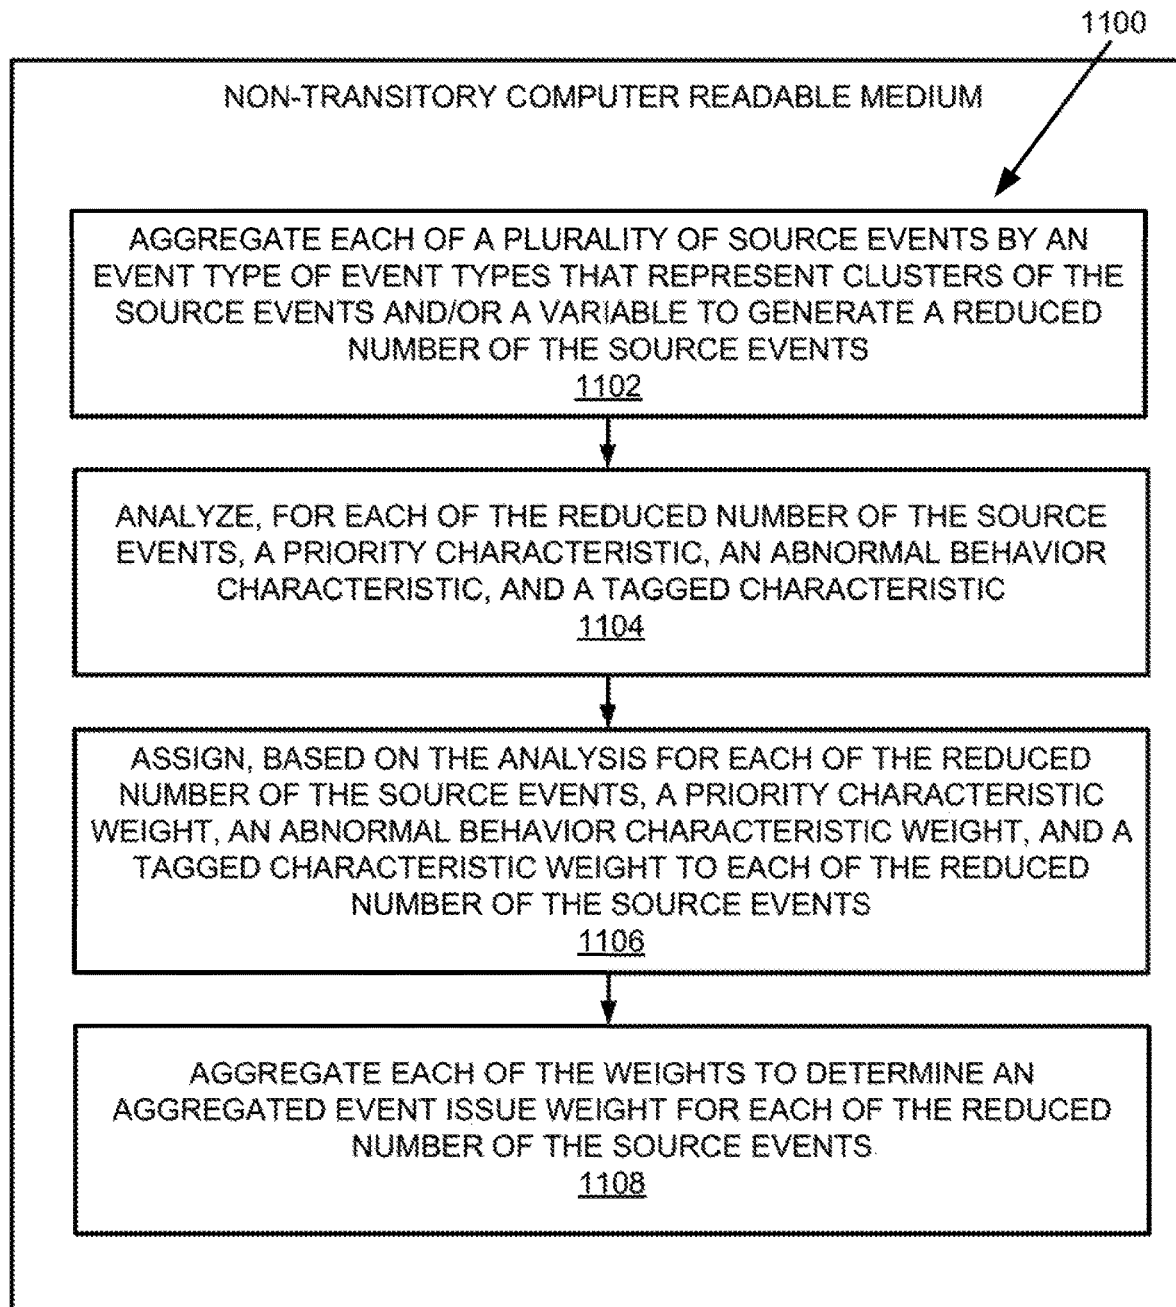 1100
NON-TRANSITORY COMPUTER READABLE MEDIUM
AGGREGATE EACH OF A PLURALITY OF SOURCE EVENTS BY AN
EVENT TYPE OF EVENT TYPES THAT REPRESENT CLUSTERS OF THE
SOURCE EVENTS AND/OR A VARIABLE TO GENERATE A REDUCED
NUMBER OF THE SOURCE EVENTS
1102
ANALYZE, FOR EACH OF THE REDUCED NUMBER OF THE SOURCE
EVENTS, A PRIORITY CHARACTERISTIC, AN ABNORMAL BEHAVIOR
CHARACTERISTIC, AND A TAGGED CHARACTERISTIC
1104
ASSIGN, BASED ON THE ANALYSIS FOR EACH OF THE REDUCED
NUMBER OF THE SOURCE EVENTS, A PRIORITY CHARACTERISTIC
WEIGHT, AN ABNORMAL BEHAVIOR CHARACTERISTIC WEIGHT, AND A
TAGGED CHARACTERISTIC WEIGHT TO EACH OF THE REDUCED
NUMBER OF THE SOURCE EVENTS
1106
AGGREGATE EACH OF THE WEIGHTS TO DETERMINE AN
AGGREGATED EVENT ISSUE WEIGHT FOR EACH OF THE REDUCED
NUMBER OF THE SOURCE EVENTS.
1108